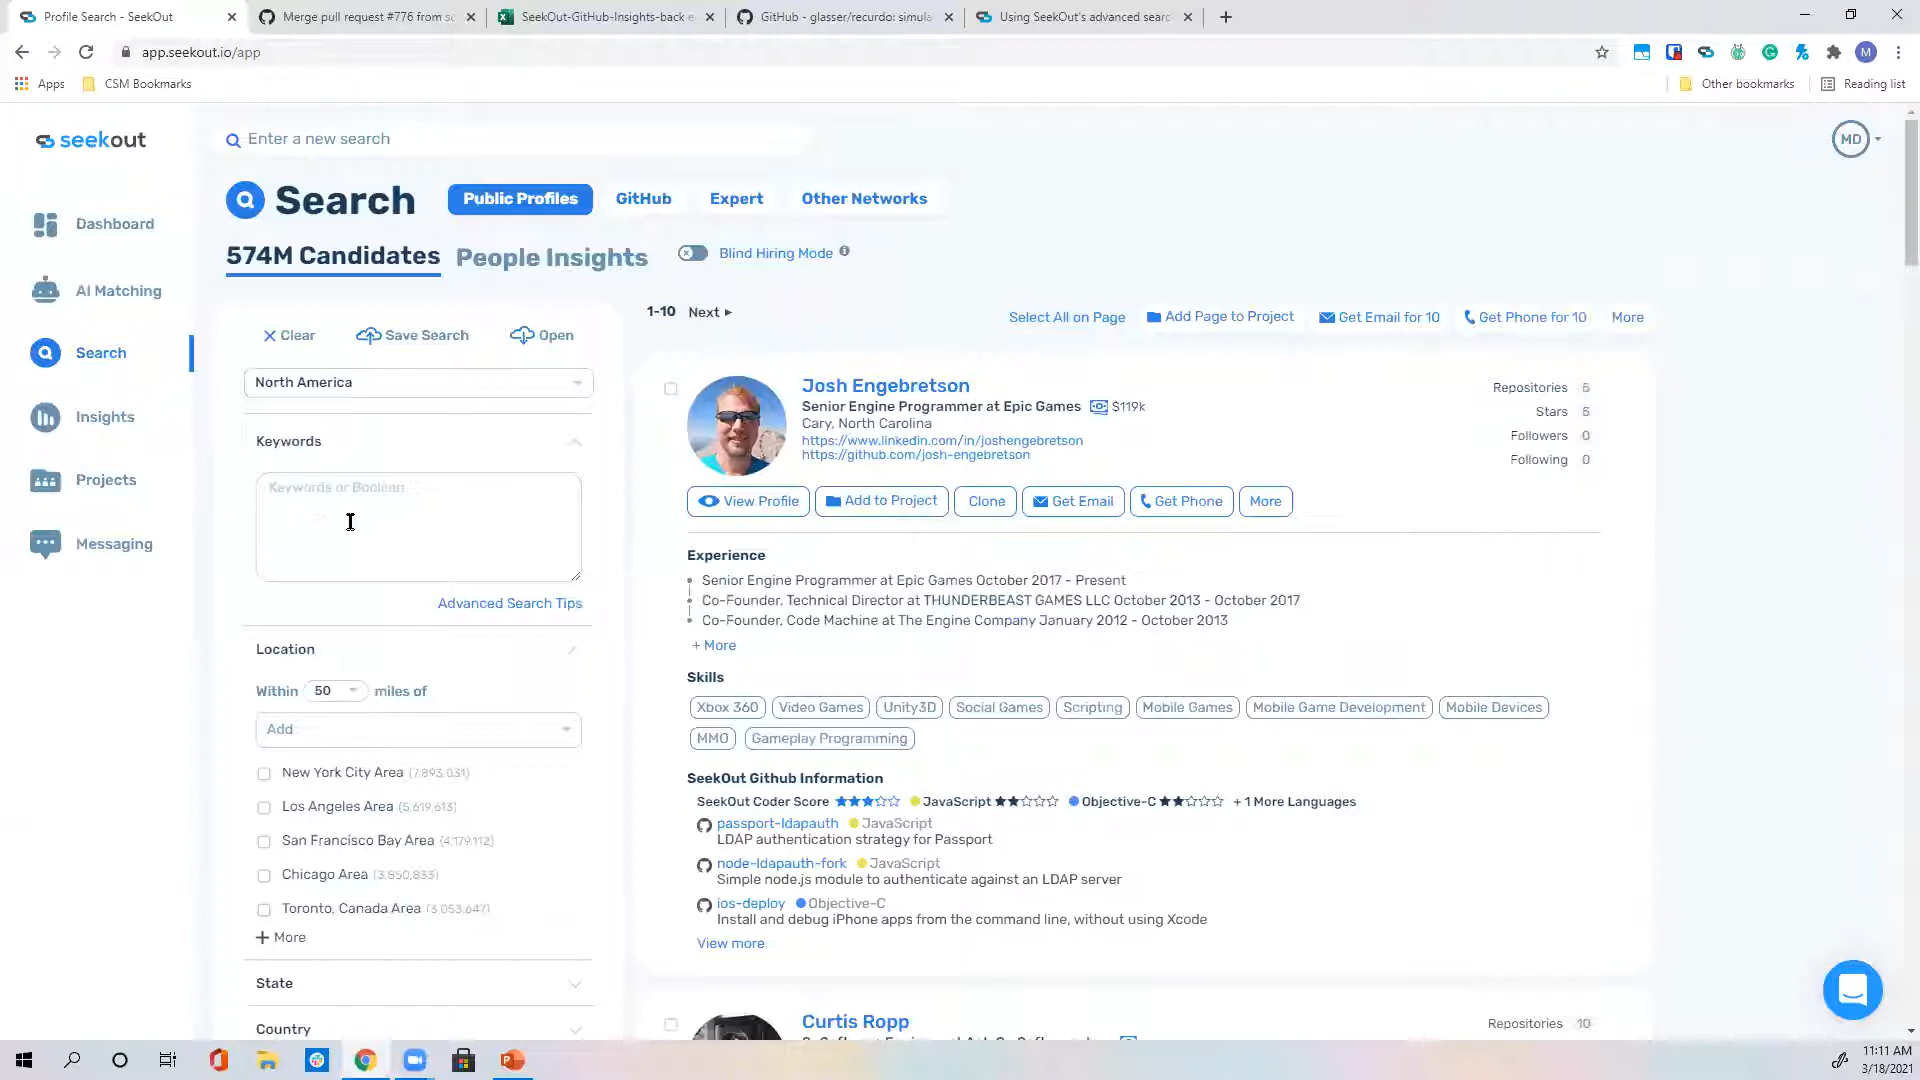 Profile Search - SeekOut
Merge pull request #776 from
SeekOut-GitHub-Insights-back
GitHub - glasser/recurdo: simula
Using SeekOut's advanced searc
app.seekout.io/app
M
Apps
CSM Bookmarks
Other bookmarks
Reading list
seekout
Enter a new search
MD
Search
Public Profiles
GitHub
Expert
Other Networks
574M Candidates
People Insights
Blind Hiring Mode
Dashboard
AI Matching
Search
Insights
Projects
Messaging
Clear
Save Search
Open
North America
Keywords
Keywords or Boolean
Advanced Search Tips
Location
Within 50 miles of
Add
New York City Area (7,893,031)
Los Angeles Area (5,619,613)
San Francisco Bay Area (4,179,112)
Chicago Area (3,850,833)
Toronto, Canada Area (3,053,647)
+ More
State
Country
1-10 Next
Select All on Page
Add Page to Project
Get Email for 10
Get Phone for 10
More
Josh Engebretson
Senior Engine Programmer at Epic Games $119k
Cary, North Carolina
https://www.linkedin.com/in/joshengebretson
https://github.com/josh-engebretson
Repositories
Stars
Followers 0
Following 0
View Profile
Add to Project
Clone
Get Email
Get Phone
More
Experience
Senior Engine Programmer at Epic Games October 2017 - Present
Co-Founder, Technical Director at THUNDERBEAST GAMES LLC October 2013 - October 2017
Co-Founder, Code Machine at The Engine Company January 2012 - October 2013
+ More
Skills
Xbox 360
Video Games
Unity3D
Social Games
Scripting
Mobile Games
Mobile Game Development
Mobile Devices
MMO
Gameplay Programming
SeekOut Github Information
SeekOut Coder Score ★★★☆☆ JavaScript ★★☆☆☆ Objective-C ★★☆☆☆ + 1 More Languages
passport-ldapauth JavaScript
LDAP authentication strategy for Passport
node-ldapauth-fork JavaScript
Simple node.js module to authenticate against an LDAP server
ios-deploy Objective-C
Install and debug iPhone apps from the command line, without using Xcode
View more
Curtis Ropp
Repositories 10
11:11 AM
3/18/2021